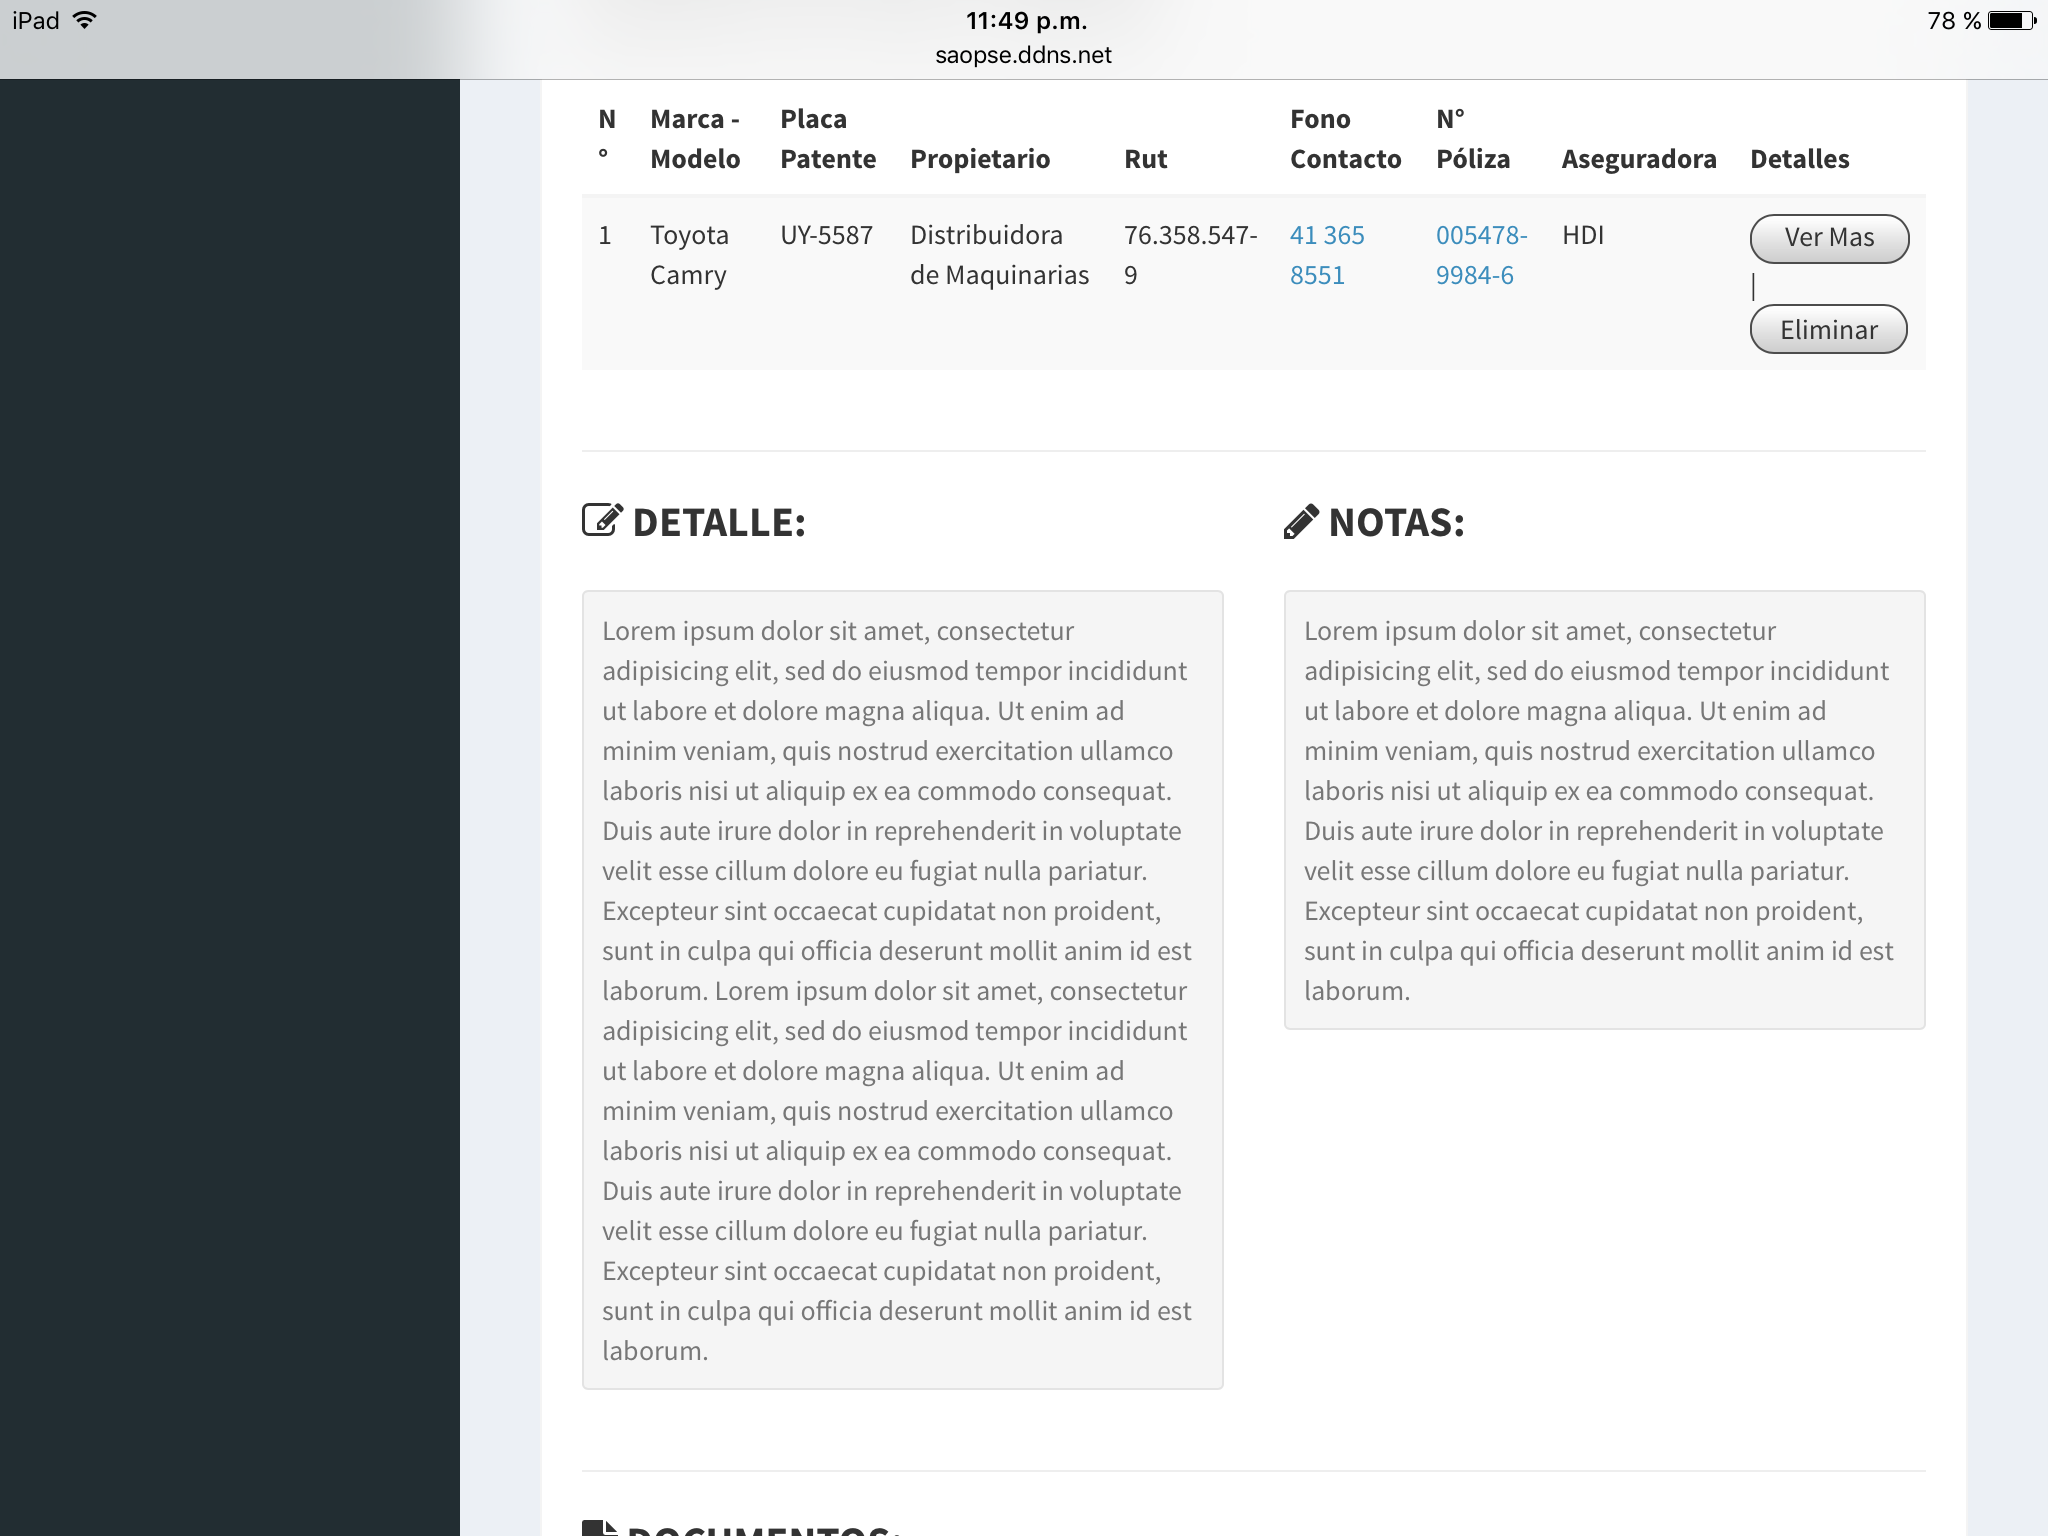 iPad 11:49 p.m. 78 %
saopse.ddns.net
N° Marca - Modelo Placa Patente Propietario Rut Fono Contacto N° Póliza Aseguradora Detalles
1 Toyota Camry UY-5587 Distribuidora de Maquinarias 76.358.547-9 41 365 8551 005478-9984-6 HDI Ver Mas | Eliminar
DETALLE:
Lorem ipsum dolor sit amet, consectetur
adipisicing elit, sed do eiusmod tempor incididunt
ut labore et dolore magna aliqua. Ut enim ad
minim veniam, quis nostrud exercitation ullamco
laboris nisi ut aliquip ex ea commodo consequat.
Duis aute irure dolor in reprehenderit in voluptate
velit esse cillum dolore eu fugiat nulla pariatur.
Excepteur sint occaecat cupidatat non proident,
sunt in culpa qui officia deserunt mollit anim id est
laborum. Lorem ipsum dolor sit amet, consectetur
adipisicing elit, sed do eiusmod tempor incididunt
ut labore et dolore magna aliqua. Ut enim ad
minim veniam, quis nostrud exercitation ullamco
laboris nisi ut aliquip ex ea commodo consequat.
Duis aute irure dolor in reprehenderit in voluptate
velit esse cillum dolore eu fugiat nulla pariatur.
Excepteur sint occaecat cupidatat non proident,
sunt in culpa qui officia deserunt mollit anim id est
laborum.
NOTAS:
Lorem ipsum dolor sit amet, consectetur
adipisicing elit, sed do eiusmod tempor incididunt
ut labore et dolore magna aliqua. Ut enim ad
minim veniam, quis nostrud exercitation ullamco
laboris nisi ut aliquip ex ea commodo consequat.
Duis aute irure dolor in reprehenderit in voluptate
velit esse cillum dolore eu fugiat nulla pariatur.
Excepteur sint occaecat cupidatat non proident,
sunt in culpa qui officia deserunt mollit anim id est
laborum.
DOCUMENTOS: